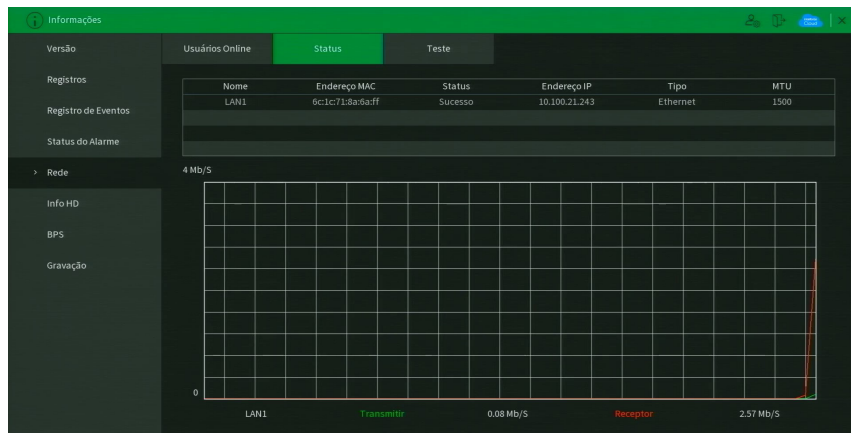 Informações
Versão
Registros
Registro de Eventos
Status do Alarme
Rede
Info HD
BPS
Gravação
Usuários Online Status Teste
Nome Endereço MAC Status Endereço IP Tipo MTU
LAN1 6c:1c:71:8a:6a:ff Sucesso 10.100.21.243 Ethernet 1500
4 Mb/S
0
LAN1 Transmitir 0.08 Mb/S Receptor 2.57 Mb/S